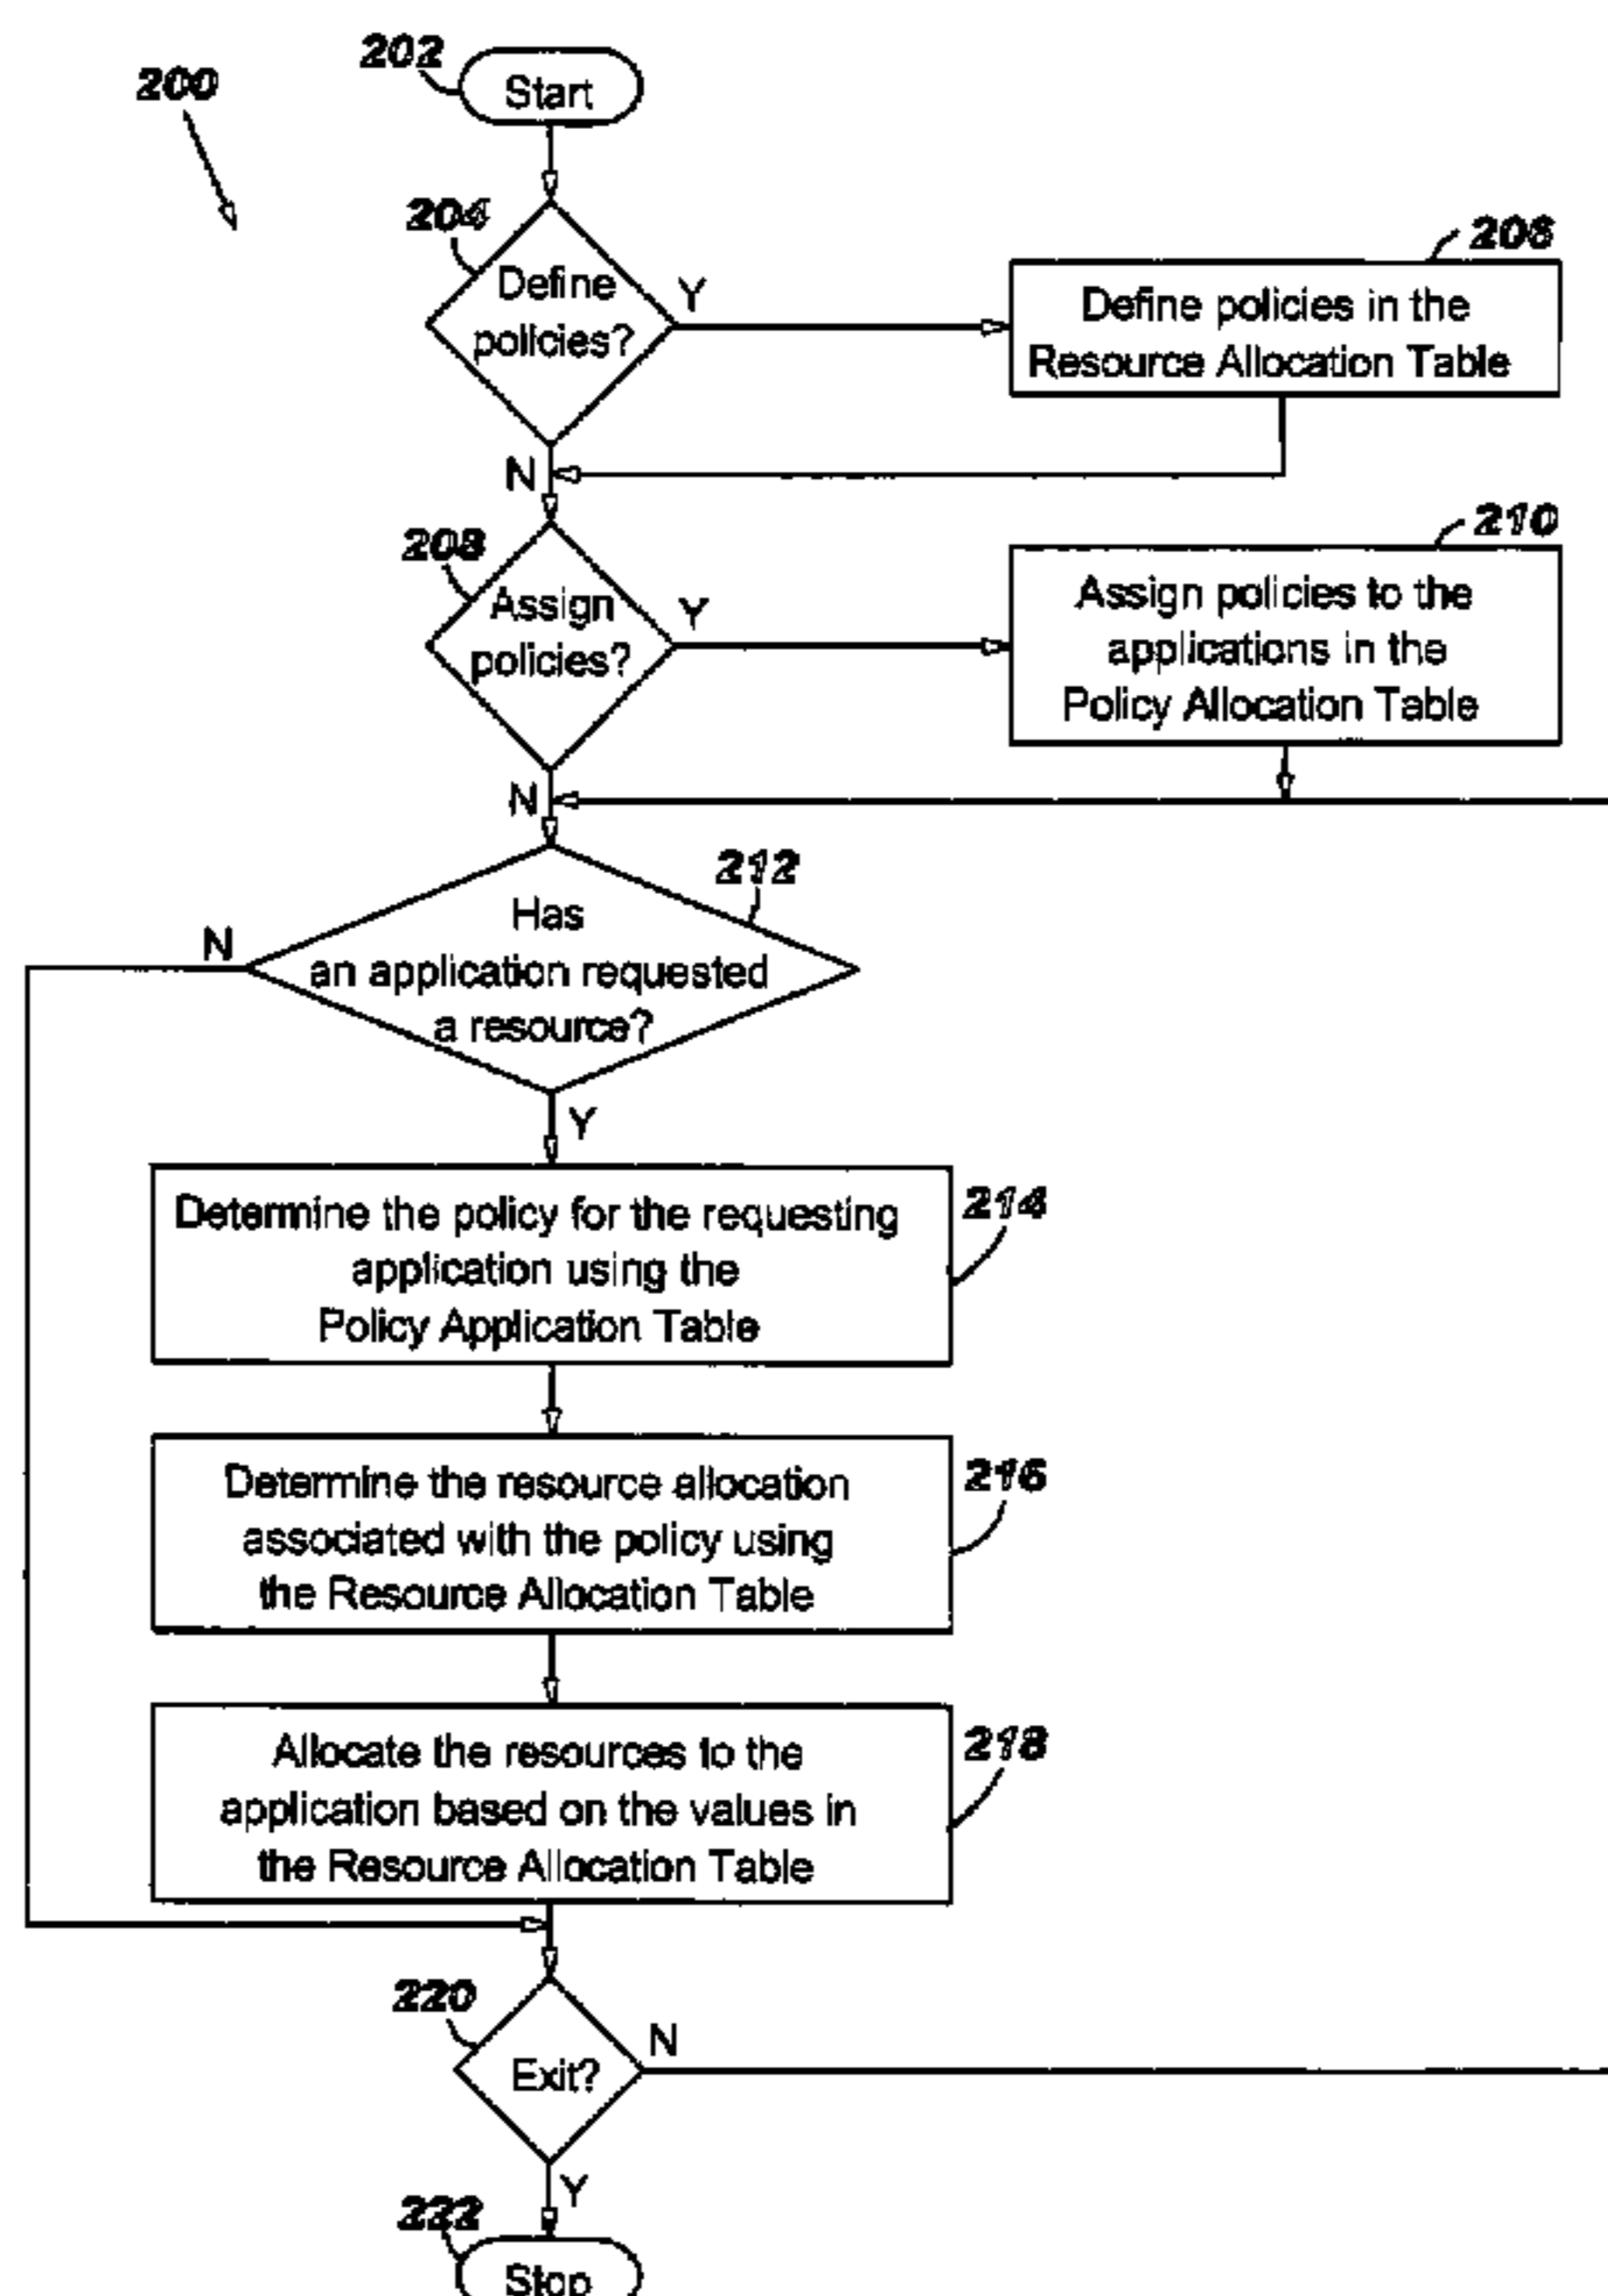 200
202
Start
204
Define
policies?
Y
206
Define policies in the
Resource Allocation Table
N
208
Assign
policies?
Y
210
Assign policies to the
applications in the
Policy Allocation Table
N
212
Has
an application requested
a resource?
N
Y
214
Determine the policy for the requesting
application using the
Policy Application Table
216
Determine the resource allocation
associated with the policy using
the Resource Allocation Table
218
Allocate the resources to the
application based on the values in
the Resource Allocation Table
220
Exit?
N
Y
222
Stop